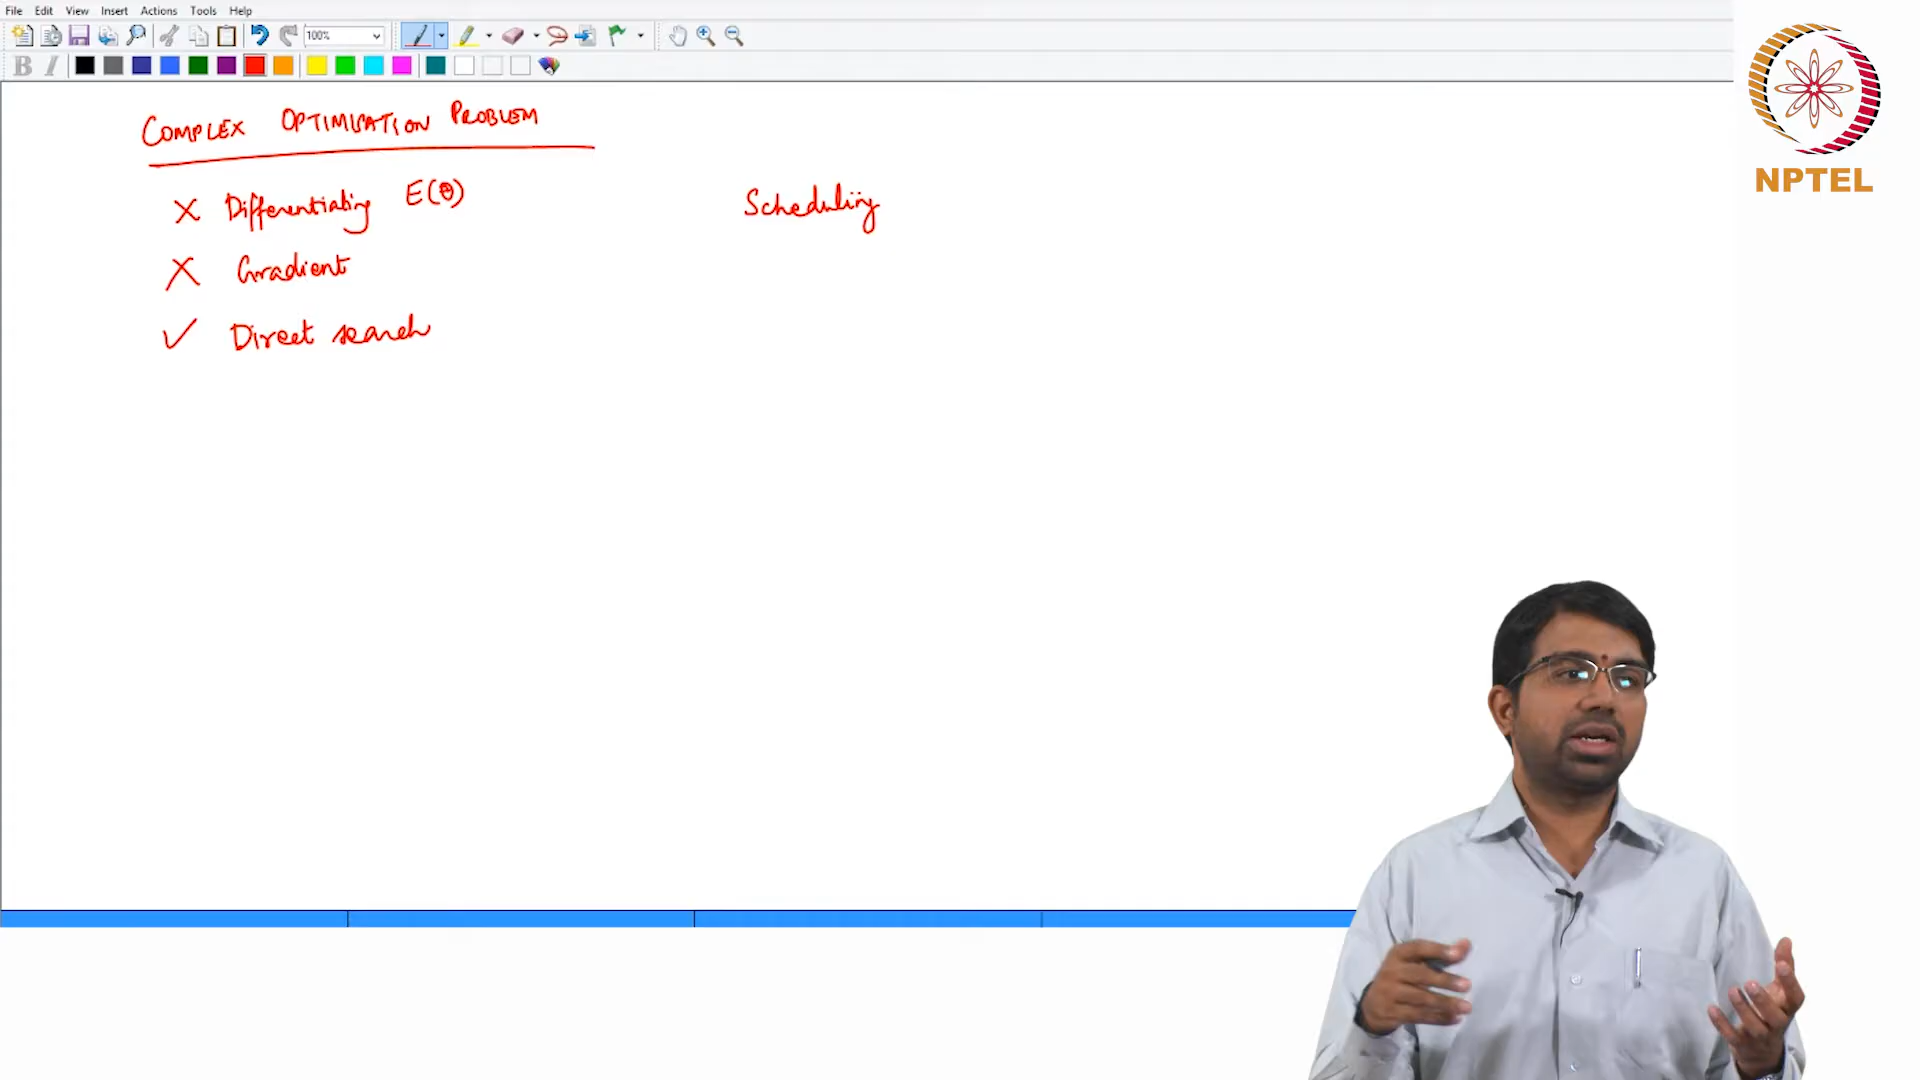 File Edit View Insert Actions Tools Help
100%
B I
COMPLEX OPTIMISATION PROBLEM
X Differentiating E(θ)
X Gradient
✓ Direct search
Scheduling
NPTEL